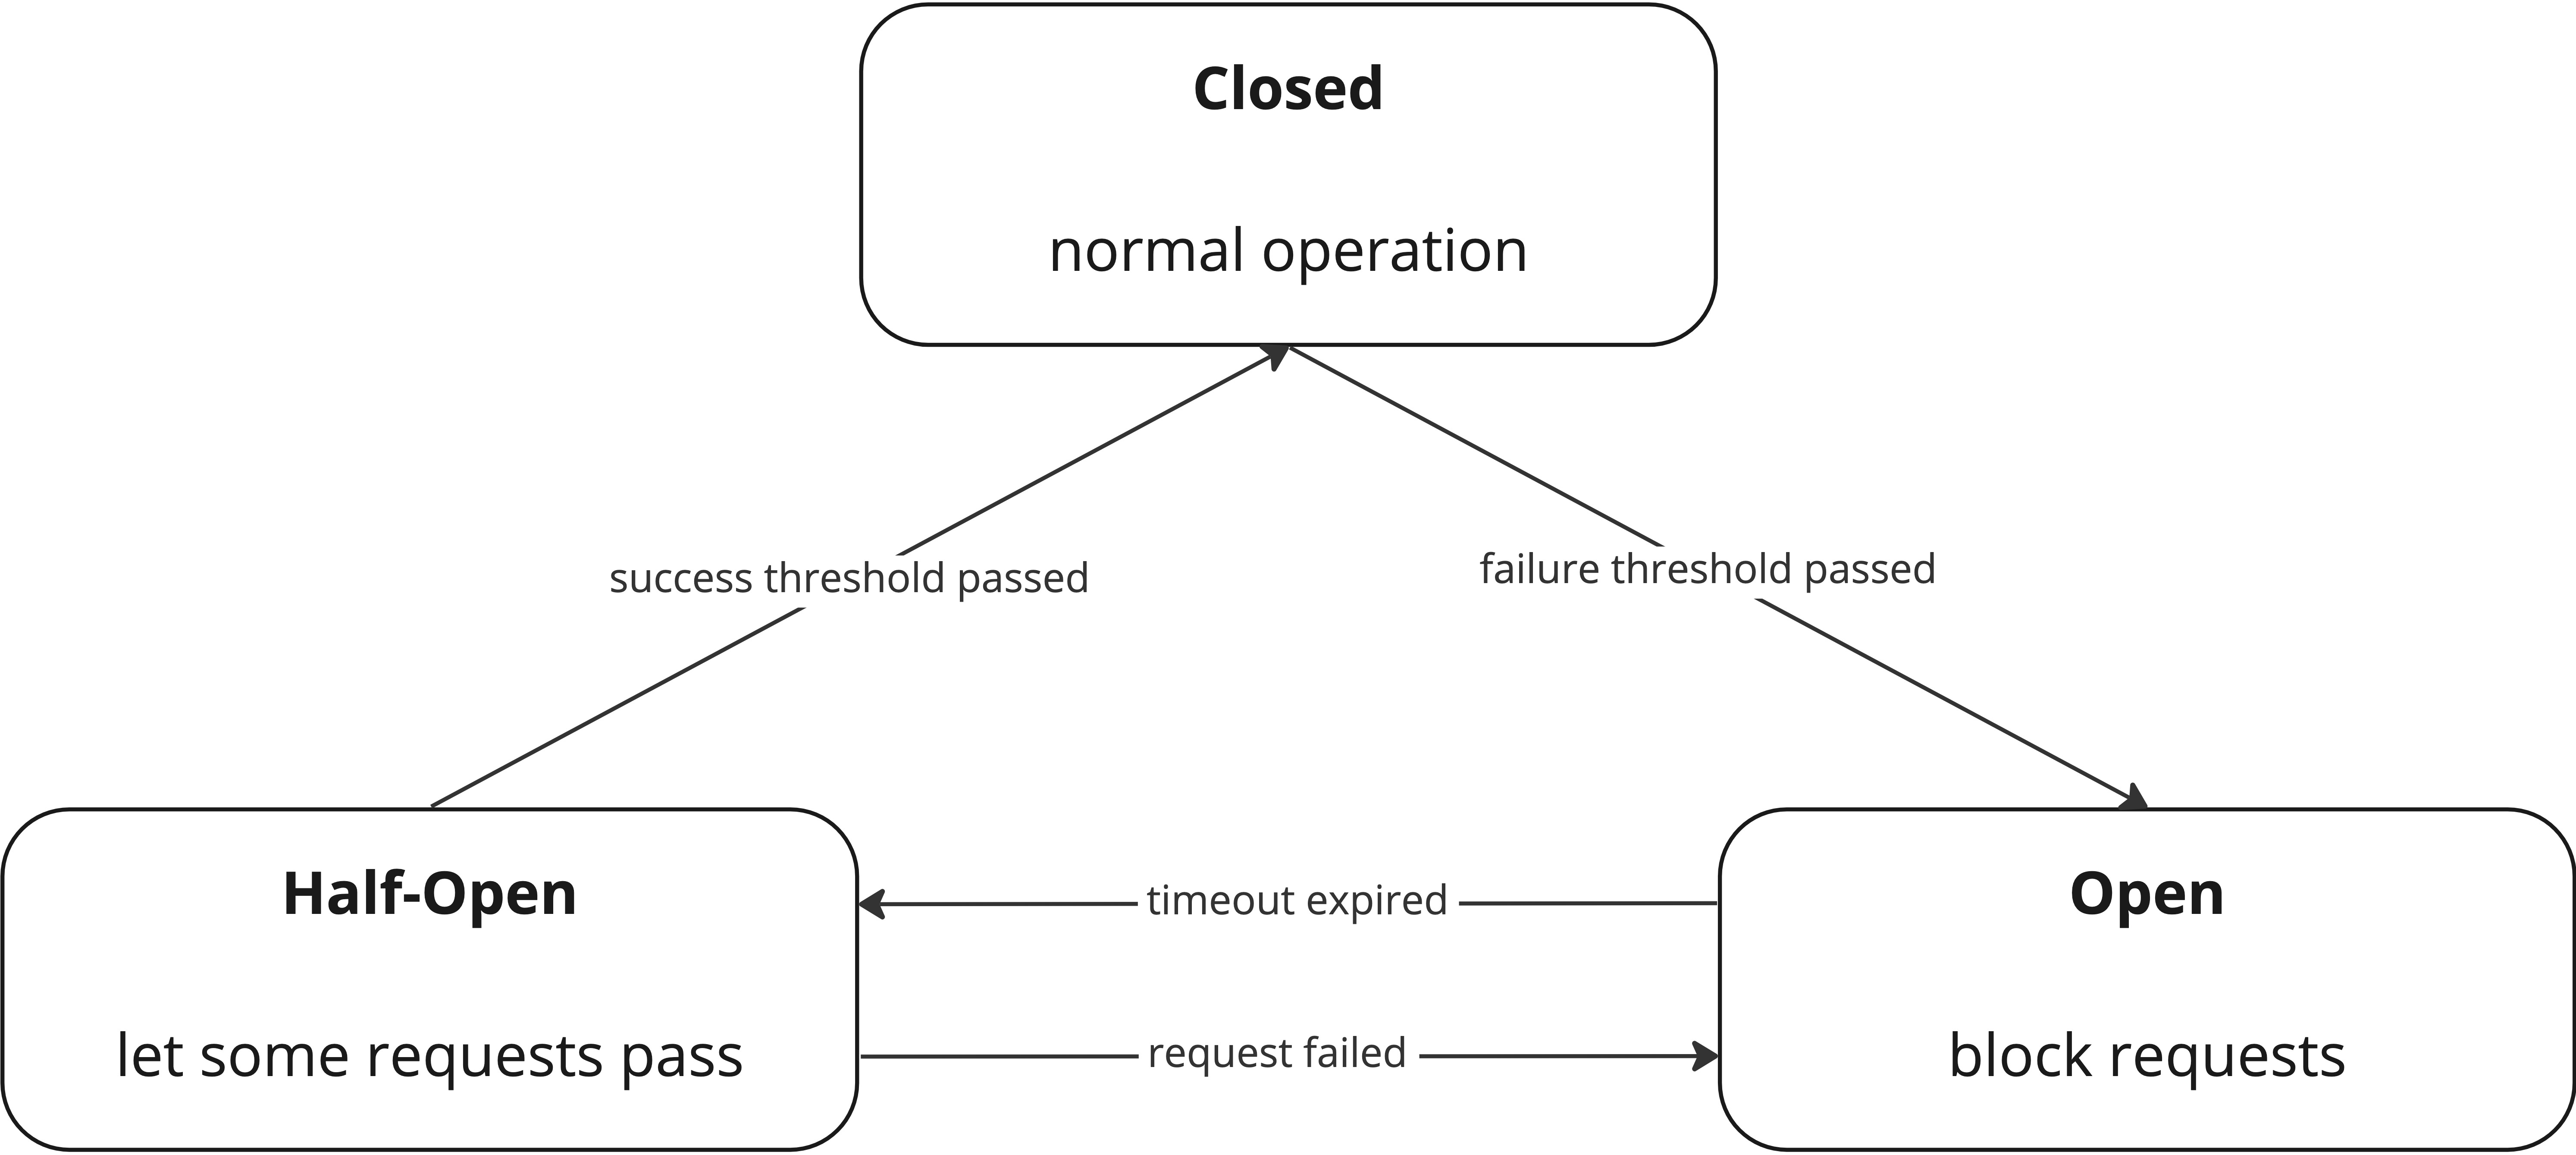 Closed
normal operation
success threshold passed
failure threshold passed
Half-Open
let some requests pass
timeout expired
request failed
Open
block requests